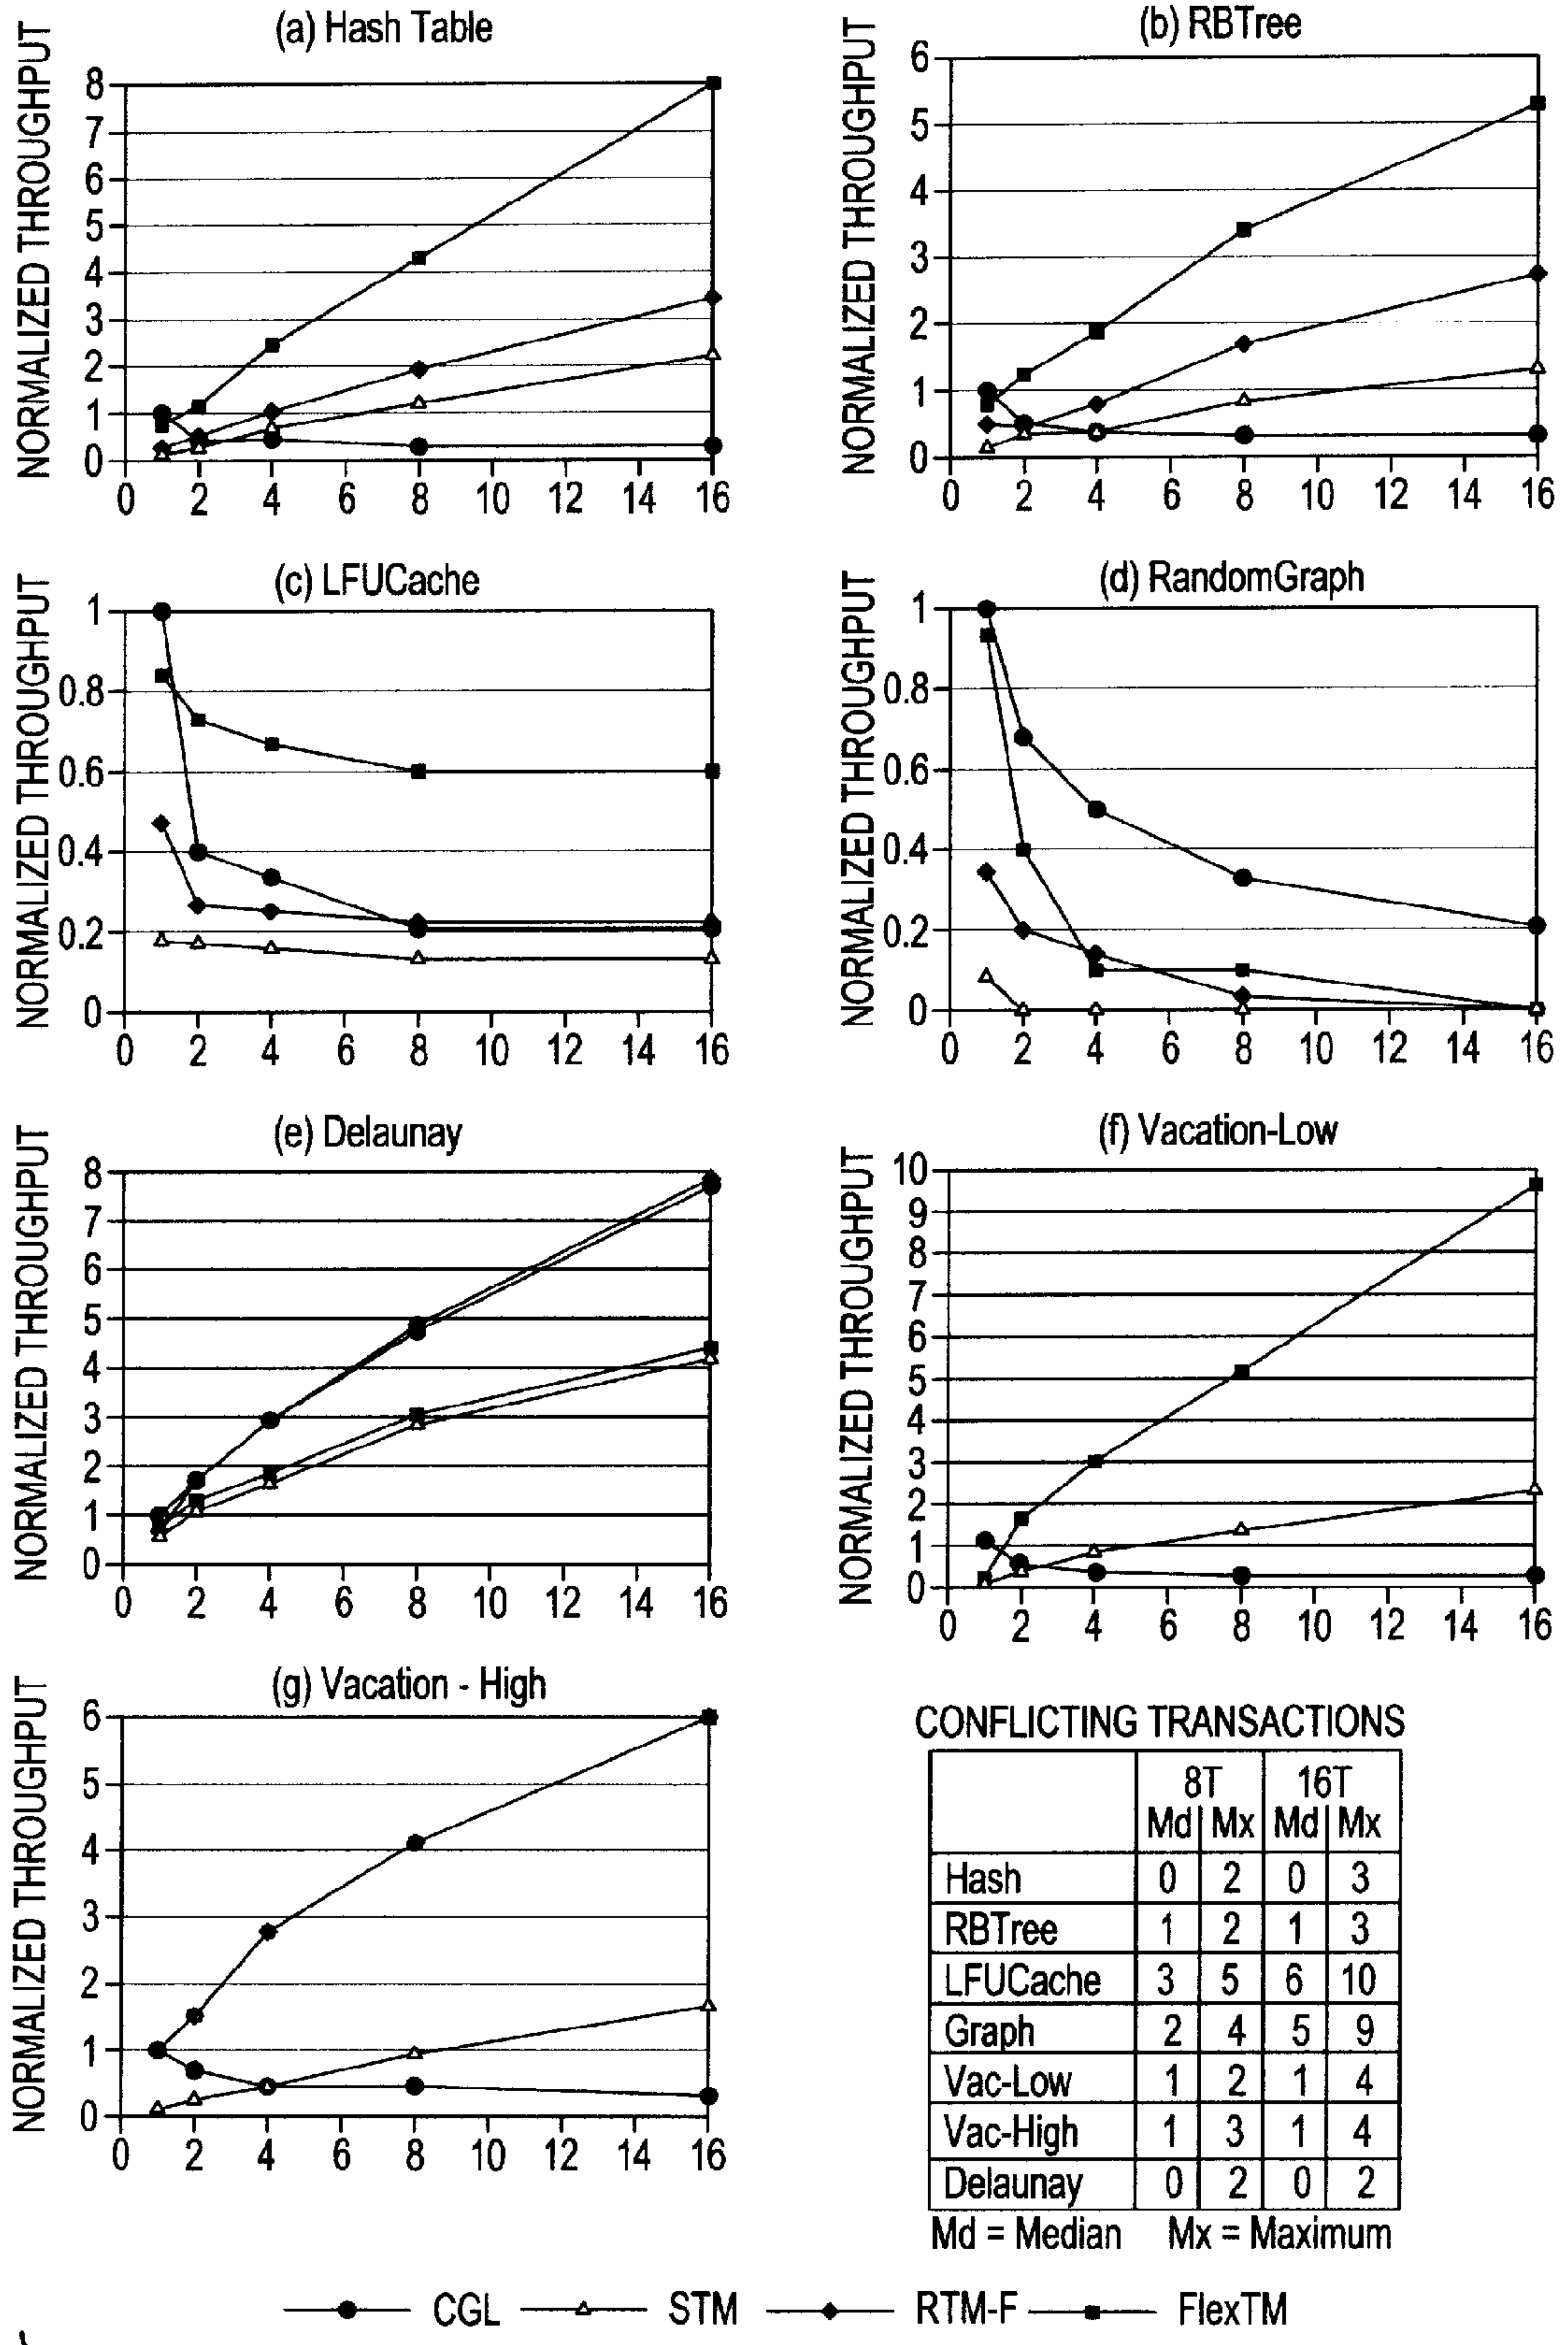 (a) Hash Table
NORMALIZED THROUGHPUT
8
7
6
5
4
3
2
1
0
0 2 4 6 8 10 12 14 16
(b) RBTree
NORMALIZED THROUGHPUT
6
5
4
3
2
1
0
0 2 4 6 8 10 12 14 16
(c) LFUCache
NORMALIZED THROUGHPUT
1
0.8
0.6
0.4
0.2
0
0 2 4 6 8 10 12 14 16
(d) RandomGraph
NORMALIZED THROUGHPUT
1
0.8
0.6
0.4
0.2
0
0 2 4 6 8 10 12 14 16
(e) Delaunay
NORMALIZED THROUGHPUT
8
7
6
5
4
3
2
1
0
0 2 4 6 8 10 12 14 16
(f) Vacation-Low
NORMALIZED THROUGHPUT
10
9
8
7
6
5
4
3
2
1
0
0 2 4 6 8 10 12 14 16
(g) Vacation - High
NORMALIZED THROUGHPUT
6
5
4
3
2
1
0
0 2 4 6 8 10 12 14 16
CONFLICTING TRANSACTIONS
8T 16T
Md Mx Md Mx
Hash 0 2 0 3
RBTree 1 2 1 3
LFUCache 3 5 6 10
Graph 2 4 5 9
Vac-Low 1 2 1 4
Vac-High 1 3 1 4
Delaunay 0 2 0 2
Md = Median Mx = Maximum
CGL STM RTM-F FlexTM